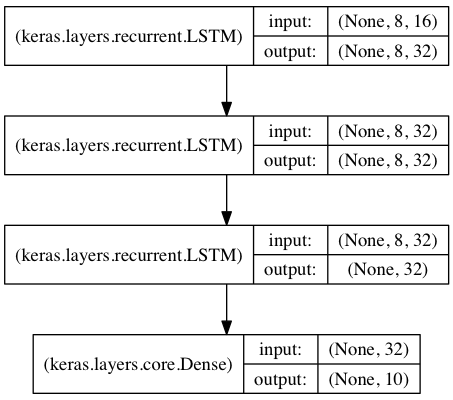 (keras.layers.recurrent.LSTM) input: (None, 8, 16)
output: (None, 8, 32)
(keras.layers.recurrent.LSTM) input: (None, 8, 32)
output: (None, 8, 32)
(keras.layers.recurrent.LSTM) input: (None, 8, 32)
output: (None, 32)
(keras.layers.core.Dense) input: (None, 32)
output: (None, 10)